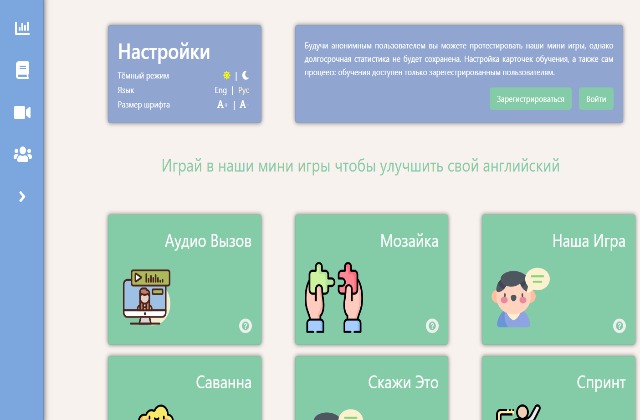 Настройки
Тёмный режим |
Язык Eng | Рус
Размер шрифта A+ | A-
Будучи анонимным пользователем вы можете протестировать наши мини игры, однако
долгосрочная статистика не будет сохранена. Настройка карточек обучения, а также сам
процесс обучения доступен только зарегистрированным пользователям.
Зарегистрироваться Войти
Играй в наши мини игры чтобы улучшить свой английский
Аудио Вызов
Мозайка
Наша Игра
Саванна
Скажи Это
Спринт